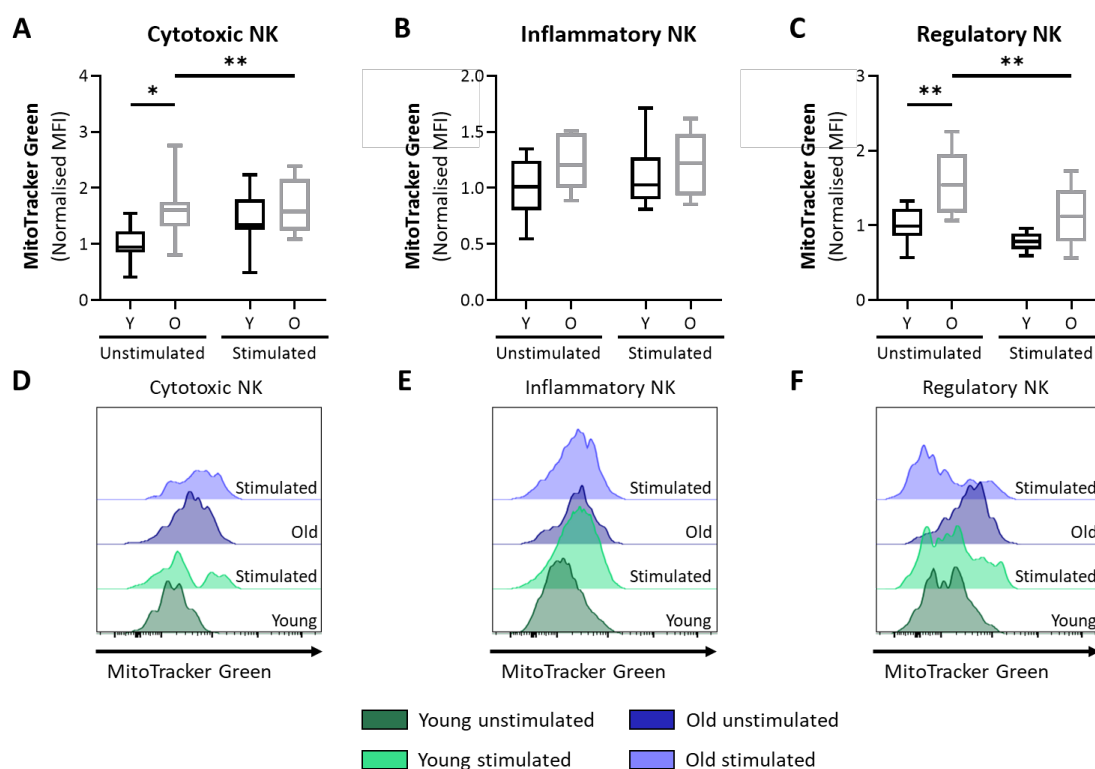 A
Cytotoxic NK
B
Inflammatory NK
C
Regulatory NK
MitoTracker Green
(Normalised MFI)
4
3
2
1
0
*
**
Y
O
Y
O
Unstimulated
Stimulated
MitoTracker Green
(Normalised MFI)
2.0
1.5
1.0
0.5
0.0
Y
O
Y
O
Unstimulated
Stimulated
MitoTracker Green
(Normalised MFI)
3
2
1
0
**
**
Y
O
Y
O
Unstimulated
Stimulated
D
Cytotoxic NK
Stimulated
Old
Stimulated
Young
MitoTracker Green
E
Inflammatory NK
Stimulated
Old
Stimulated
Young
MitoTracker Green
F
Regulatory NK
Stimulated
Old
Stimulated
Young
MitoTracker Green
Young unstimulated
Old unstimulated
Young stimulated
Old stimulated